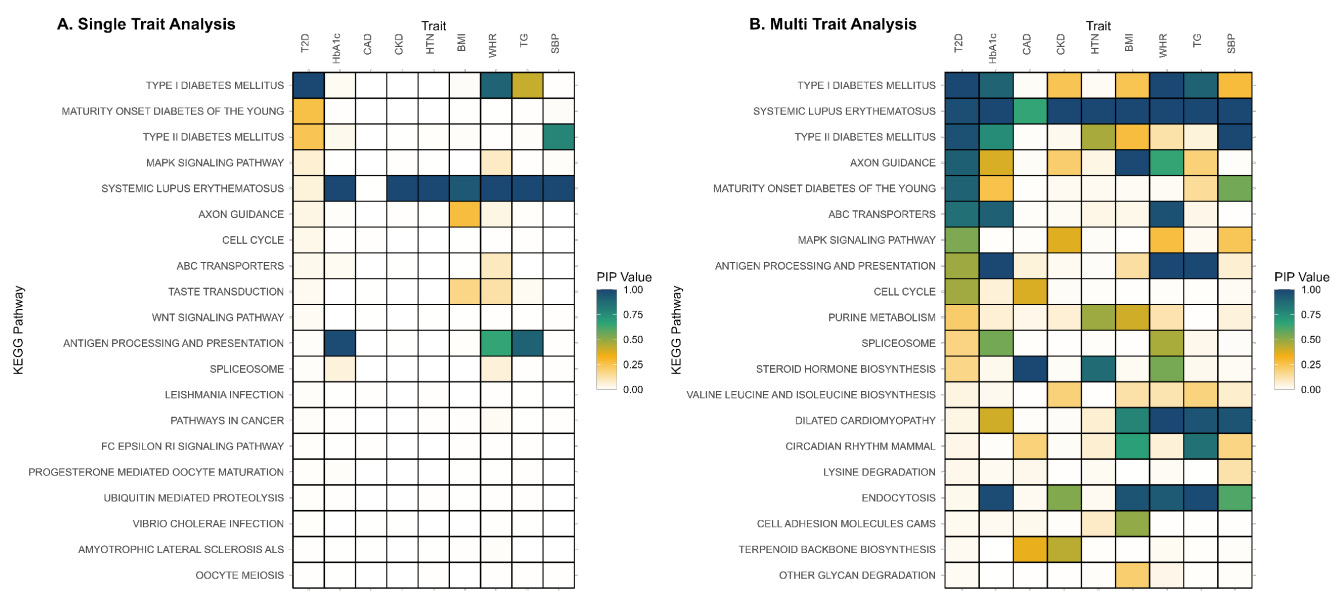 A. Single Trait Analysis
Trait
T2D
HbA1c
CAD
CKD
HTN
BMI
WHR
TG
SBP
KEGG Pathway
TYPE I DIABETES MELLITUS
MATURITY ONSET DIABETES OF THE YOUNG
TYPE II DIABETES MELLITUS
MAPK SIGNALING PATHWAY
SYSTEMIC LUPUS ERYTHEMATOSUS
AXON GUIDANCE
CELL CYCLE
ABC TRANSPORTERS
TASTE TRANSDUCTION
WNT SIGNALING PATHWAY
ANTIGEN PROCESSING AND PRESENTATION
SPLICEOSOME
LEISHMANIA INFECTION
PATHWAYS IN CANCER
FC EPSILON RI SIGNALING PATHWAY
PROGESTERONE MEDIATED OOCYTE MATURATION
UBIQUITIN MEDIATED PROTEOLYSIS
VIBRIO CHOLERAE INFECTION
AMYOTROPHIC LATERAL SCLEROSIS ALS
OOCYTE MEIOSIS
PIP Value
1.00
0.75
0.50
0.25
0.00
B. Multi Trait Analysis
Trait
T2D
HbA1c
CAD
CKD
HTN
BMI
WHR
TG
SBP
KEGG Pathway
TYPE I DIABETES MELLITUS
SYSTEMIC LUPUS ERYTHEMATOSUS
TYPE II DIABETES MELLITUS
AXON GUIDANCE
MATURITY ONSET DIABETES OF THE YOUNG
ABC TRANSPORTERS
MAPK SIGNALING PATHWAY
ANTIGEN PROCESSING AND PRESENTATION
CELL CYCLE
PURINE METABOLISM
SPLICEOSOME
STEROID HORMONE BIOSYNTHESIS
VALINE LEUCINE AND ISOLEUCINE BIOSYNTHESIS
DILATED CARDIOMYOPATHY
CIRCADIAN RHYTHM MAMMAL
LYSINE DEGRADATION
ENDOCYTOSIS
CELL ADHESION MOLECULES CAMS
TERPENOID BACKBONE BIOSYNTHESIS
OTHER GLYCAN DEGRADATION
PIP Value
1.00
0.75
0.50
0.25
0.00